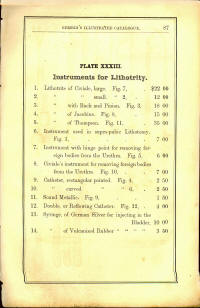 GEMRIG'S ILLUSTRATED CATALOGUE. 87
PLATE XXXIII.
Instruments for Lithotrity.
1. Lithotrite of Civiale, large. Fig. 7, $22 00
2. " " small. " 2, 12 00
3. " with Rack and Pinion. Fig. 3, 18 00
4. " of Jacobson. Fig. 8, 15 00
5. " of Thompson. Fig. 11, 35 00
6. Instrument used in supra-pubic Lithotomy.
Fig. 1, 7 00
7. Instrument with hinge point for removing for-
eign bodies from the Urethra. Fig. 5, 6 00
8. Civiale's instrument for removing foreign bodies
from the Urethra. Fig. 10, 7 00
9. Catheter, rectangular pointed. Fig. 4, 2 50
10. " curved " " 6, 2 50
11. Sound Metallic. Fig. 9, 1 50
12. Double, or Reflowing Catheter. Fig. 12, 4 00
13. Syringe, of German Silver for injecting in the
Bladder, 10 00
14. " of Vulcanized Rubber " " " 3 50